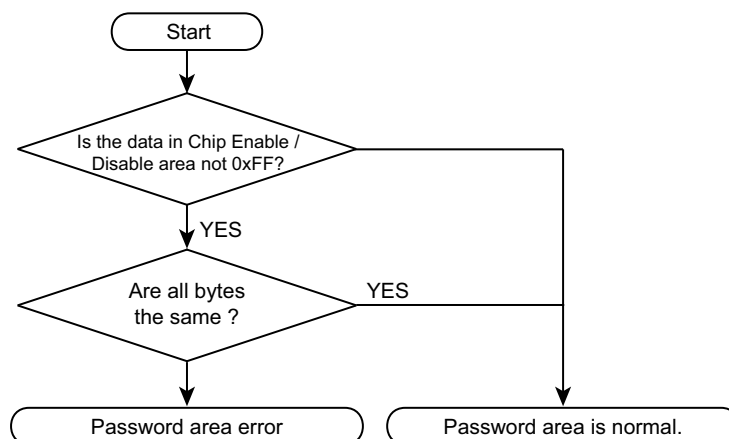 Start
Is the data in Chip Enable /
Disable area not 0xFF?
YES
Are all bytes
the same ?
YES
Password area error
Password area is normal.